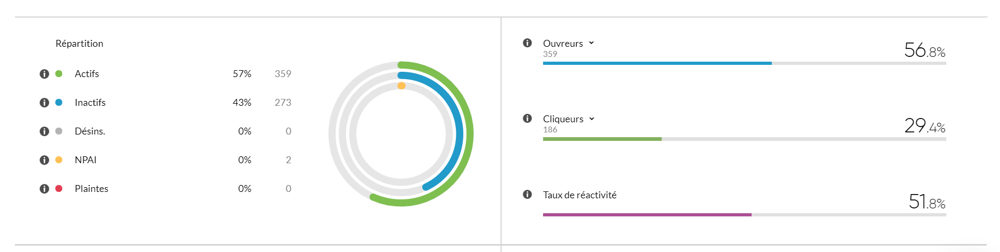 Répartition
Actifs 57% 359
Inactifs 43% 273
Désins. 0% 0
NPAI 0% 2
Plaintes 0% 0
Ouvreurs 56.8%
359
Cliqueurs 29.4%
186
Taux de réactivité 51.8%